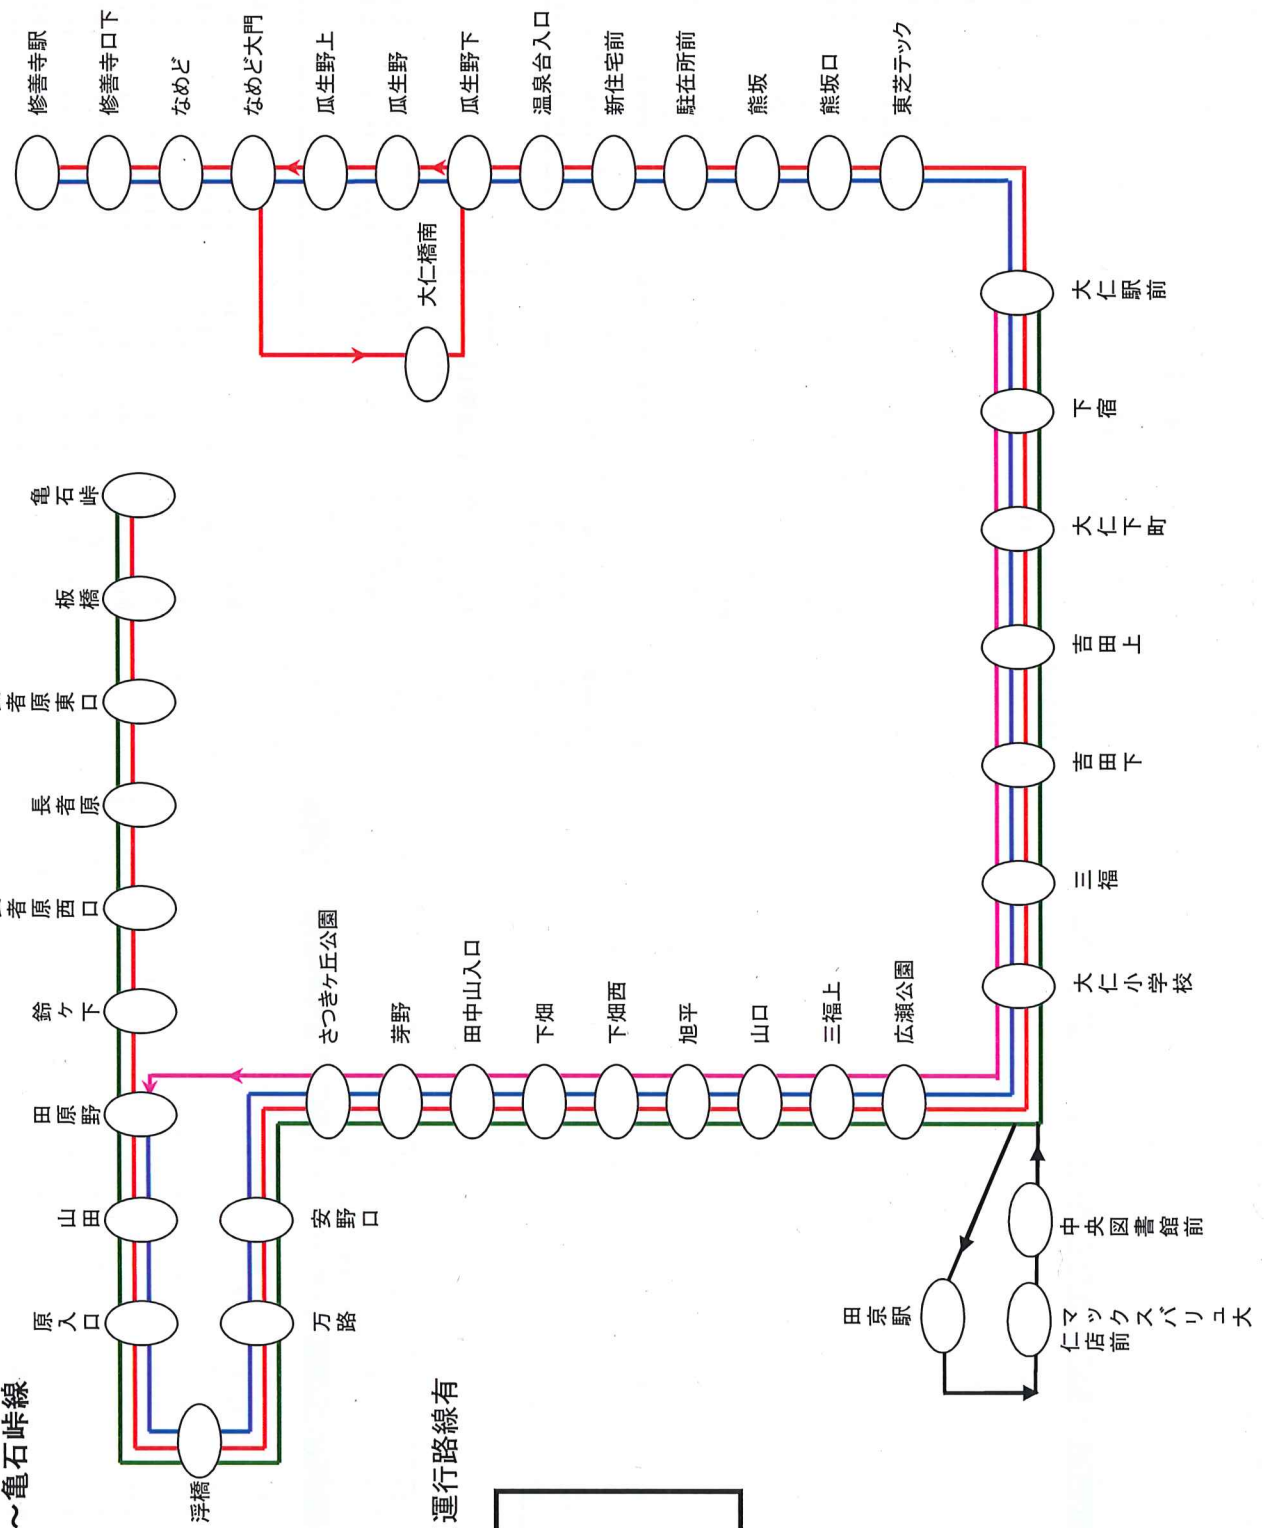 修善寺駅
修善寺口下
なめど
なめど大門
瓜生野上
瓜生野
瓜生野下
温泉台入口
新住宅前
駐在所前
熊坂
熊坂口
東芝テック
大仁橋南
大仁駅前
下宿
大仁下町
吉田上
吉田下
三福
大仁小学校
亀石峠
板橋
者原東口
長者原
者原西口
鈴ヶ下
田原野
山田
原入口
浮橋
万路
安野口
さつきヶ丘公園
芽野
田中山入口
下畑
下畑西
旭平
山口
三福上
広瀬公園
田京駅
中央図書館前
マックスバリュ大
仁店前
～亀石峠線
運行路線有